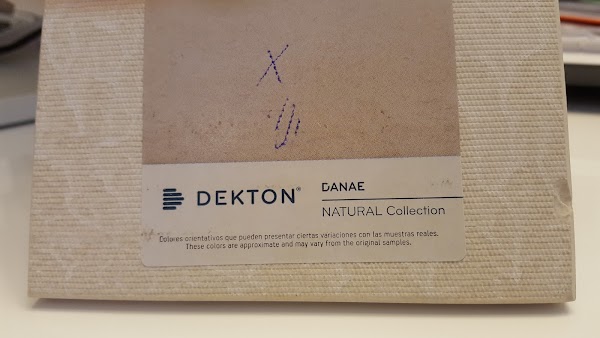 X
DEKTON®
DANAE
NATURAL Collection
Colores orientativos que pueden presentar ciertas variaciones con las muestras reales.
These colors are approximate and may vary from the original samples.